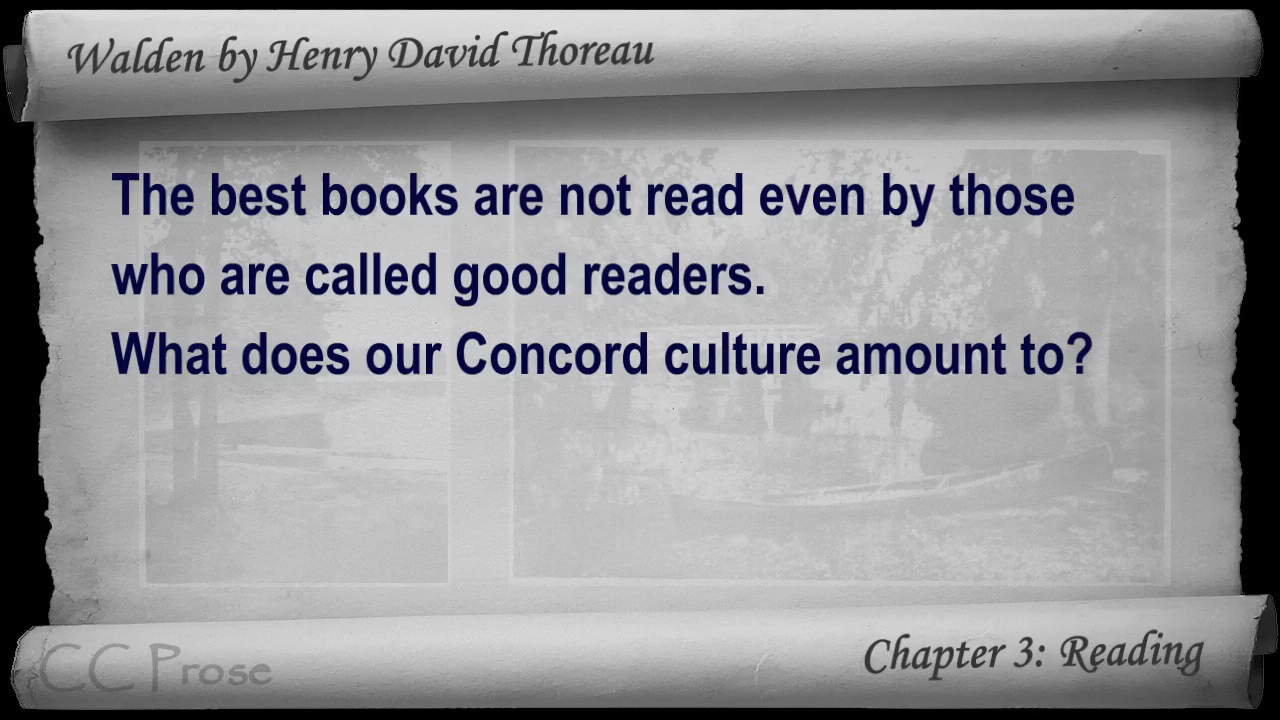 Walden by Henry David Thoreau
The best books are not read even by those
who are called good readers.
What does our Concord culture amount to?
CC Prose
Chapter 3: Reading